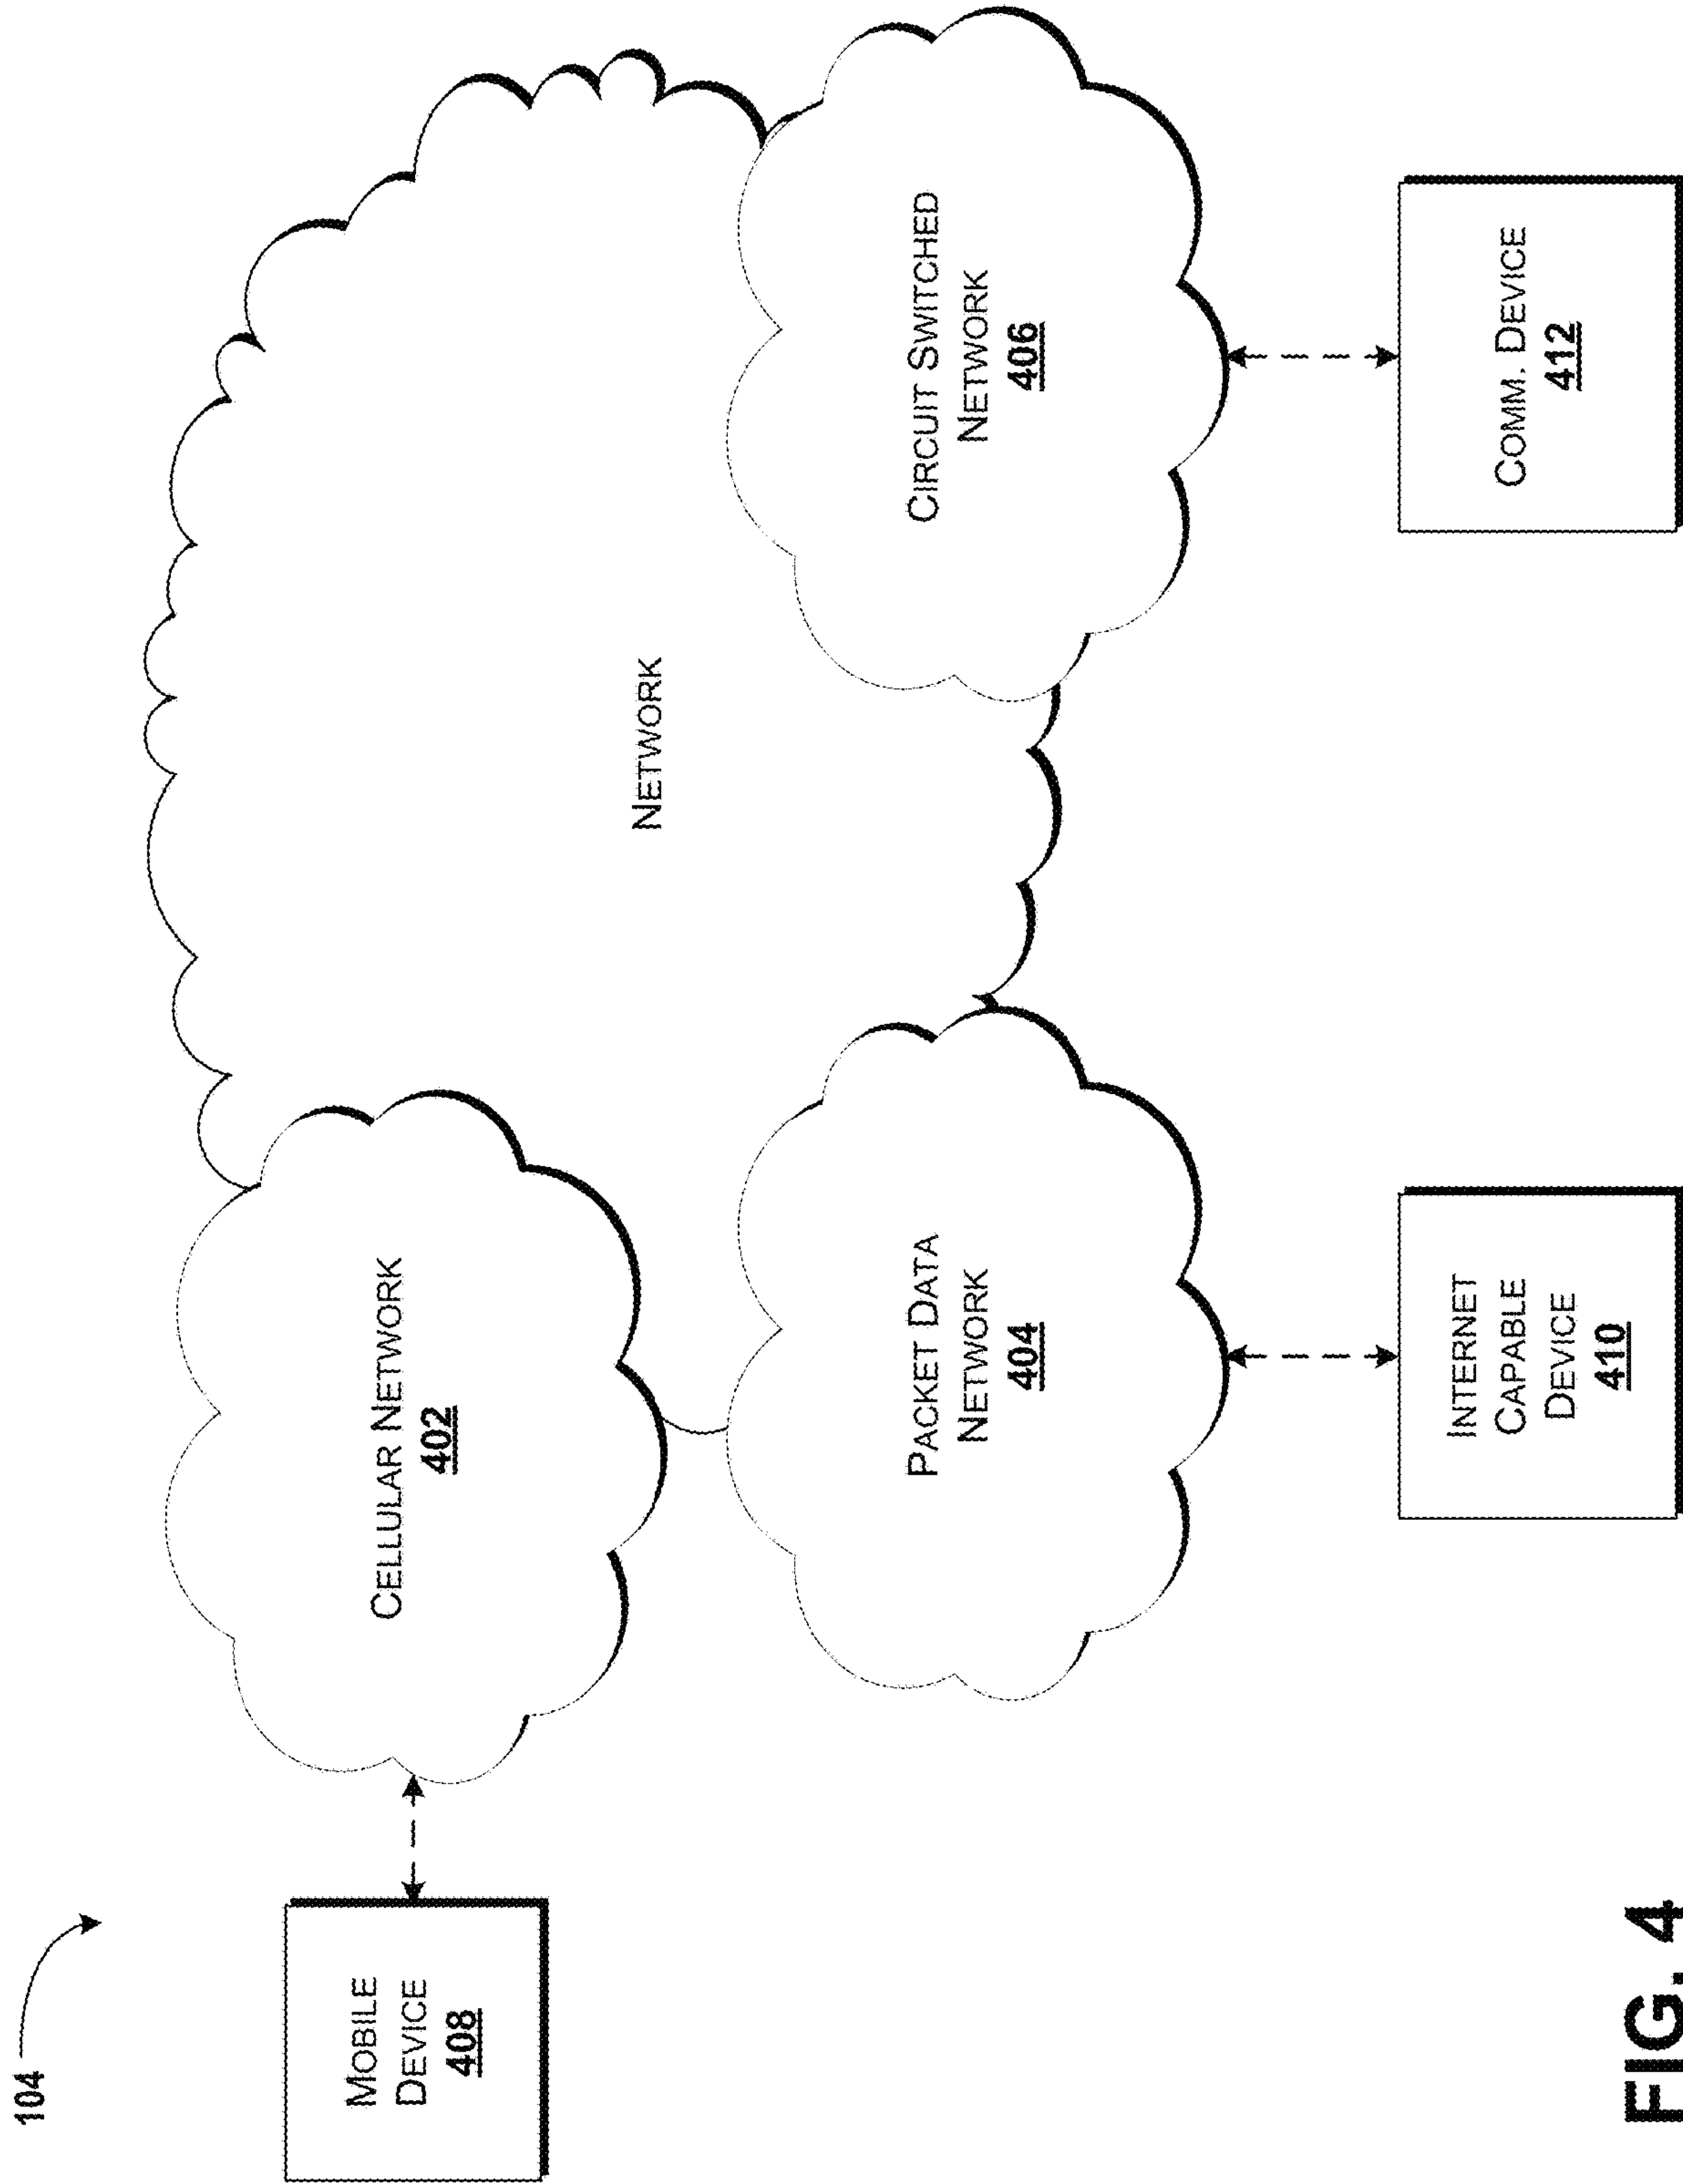 104
MOBILE
DEVICE
408
CELLULAR NETWORK
402
NETWORK
PACKET DATA
NETWORK
404
CIRCUIT SWITCHED
NETWORK
406
INTERNET
CAPABLE
DEVICE
410
COMM. DEVICE
412
FIG. 4